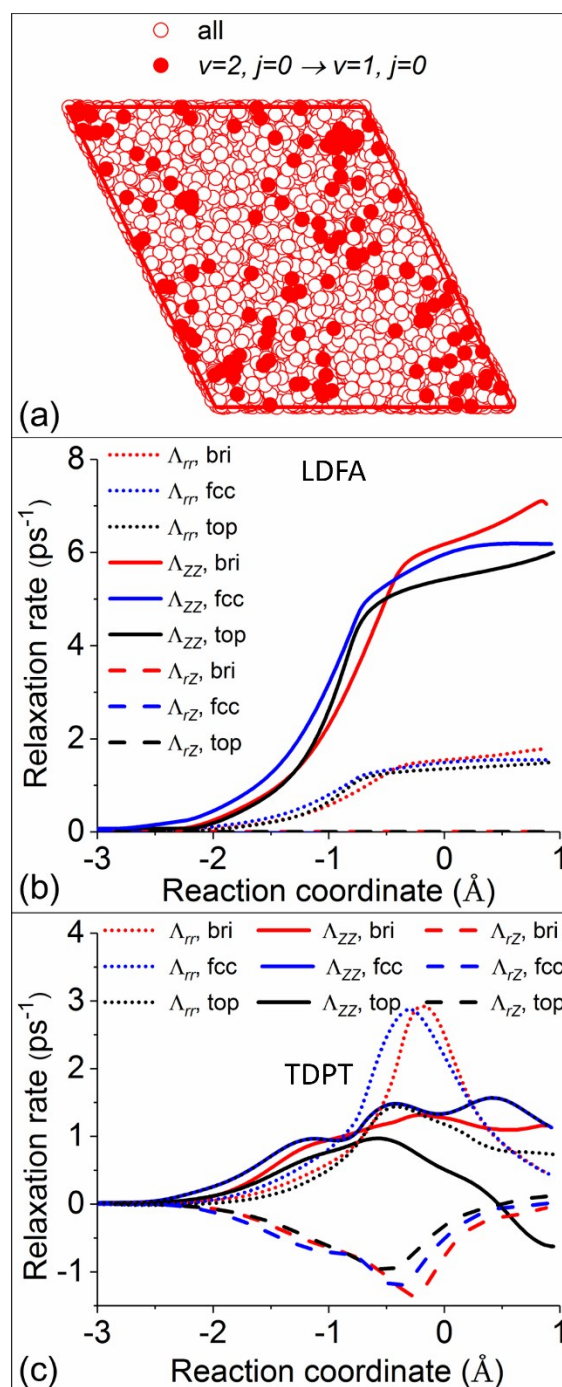 all
v=2, j=0 → v=1, j=0
(a)
8
6
4
2
0
Relaxation rate (ps⁻¹)
LDFA
Λrr, bri
Λrr, fcc
Λrr, top
ΛZZ, bri
ΛZZ, fcc
ΛZZ, top
ΛrZ, bri
ΛrZ, fcc
ΛrZ, top
-3 -2 -1 0 1
(b) Reaction coordinate (Å)
4
3
2
1
0
-1
Relaxation rate (ps⁻¹)
Λrr, bri ΛZZ, bri ΛrZ, bri
Λrr, fcc ΛZZ, fcc ΛrZ, fcc
Λrr, top ΛZZ, top ΛrZ, top
TDPT
-3 -2 -1 0 1
(c) Reaction coordinate (Å)